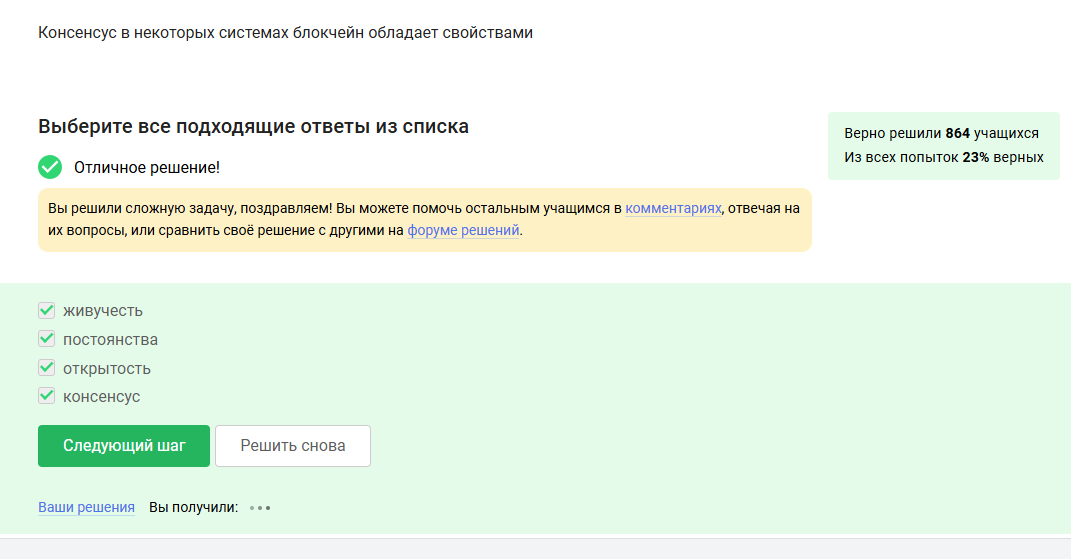 Консенсус в некоторых системах блокчейн обладает свойствами
Выберите все подходящие ответы из списка
Верно решили 864 учащихся
Из всех попыток 23% верных
Отличное решение!
Вы решили сложную задачу, поздравляем! Вы можете помочь остальным учащимся в комментариях, отвечая на
их вопросы, или сравнить своё решение с другими на форуме решений.
живучесть
постоянства
открытость
консенсус
Следующий шаг
Решить снова
Ваши решения Вы получили: